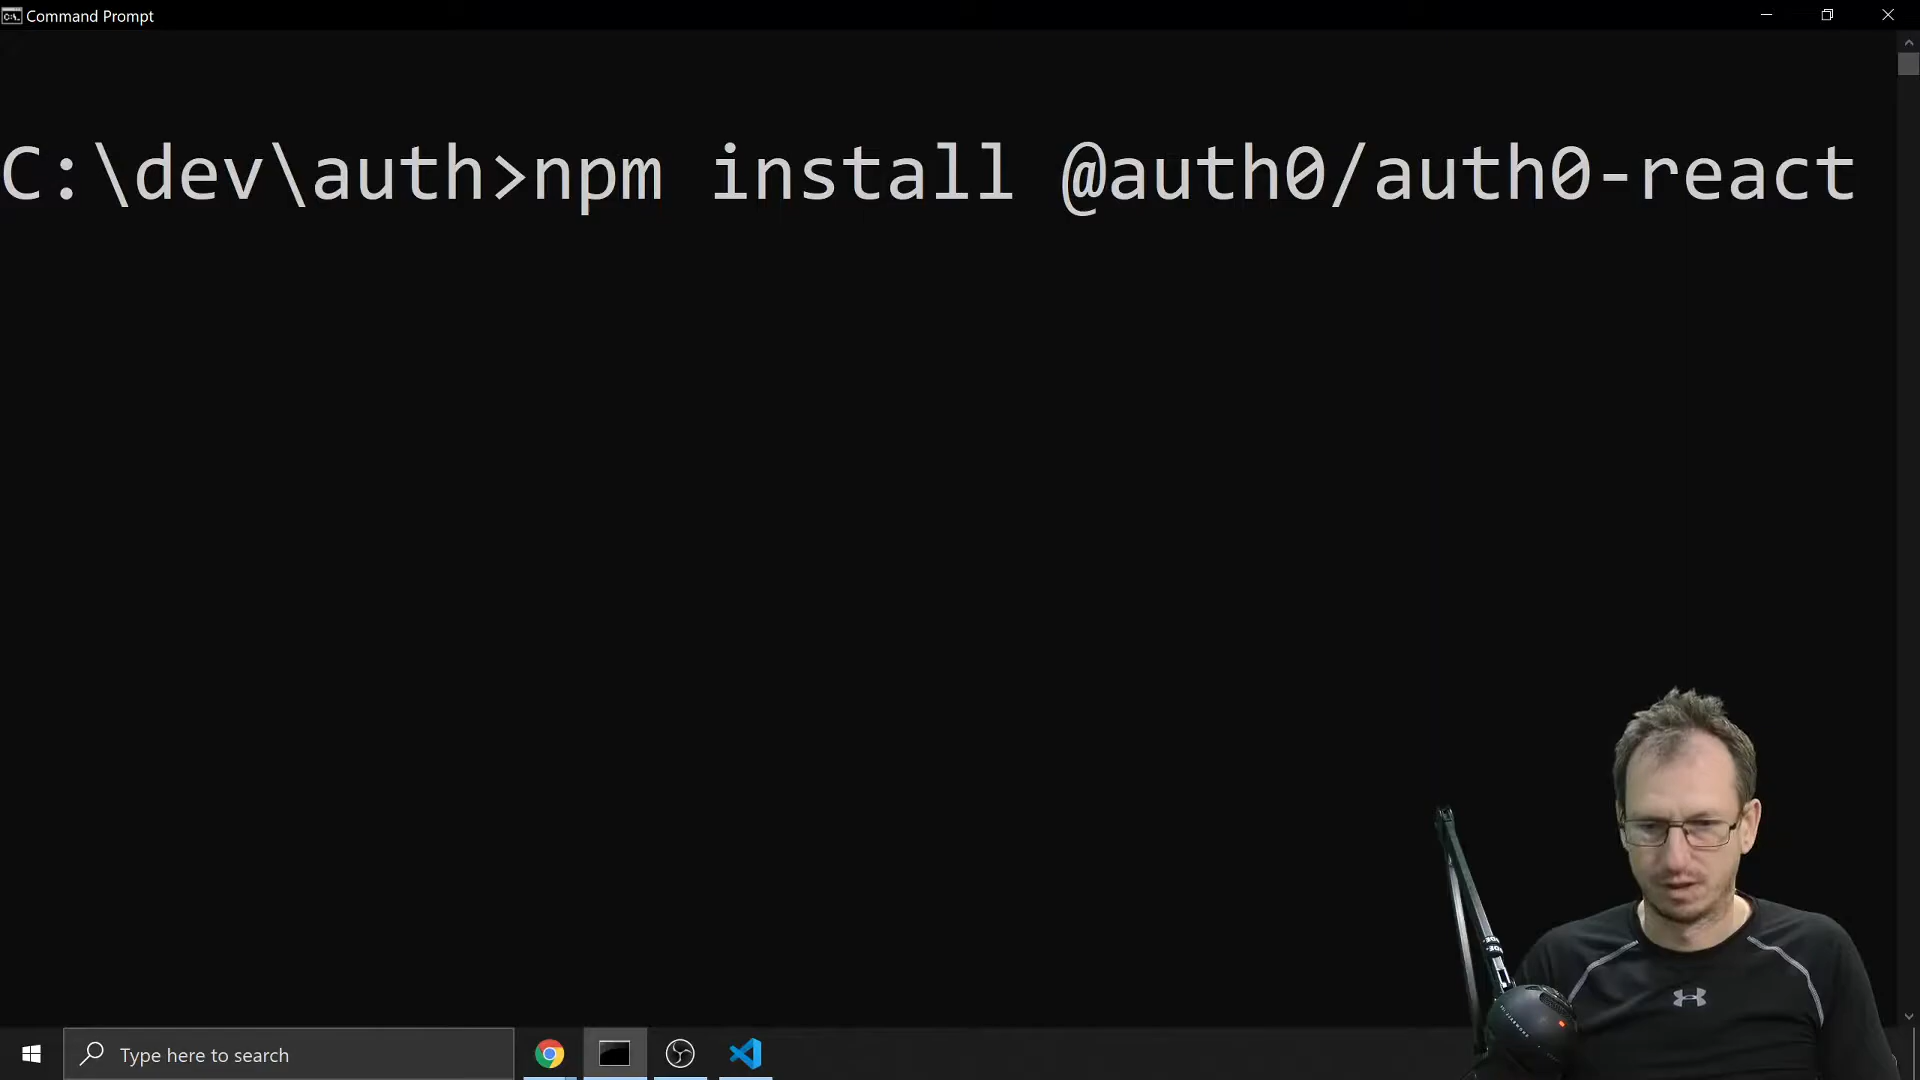 Command Prompt
C:\dev\auth>npm install @auth0/auth0-react
Type here to search